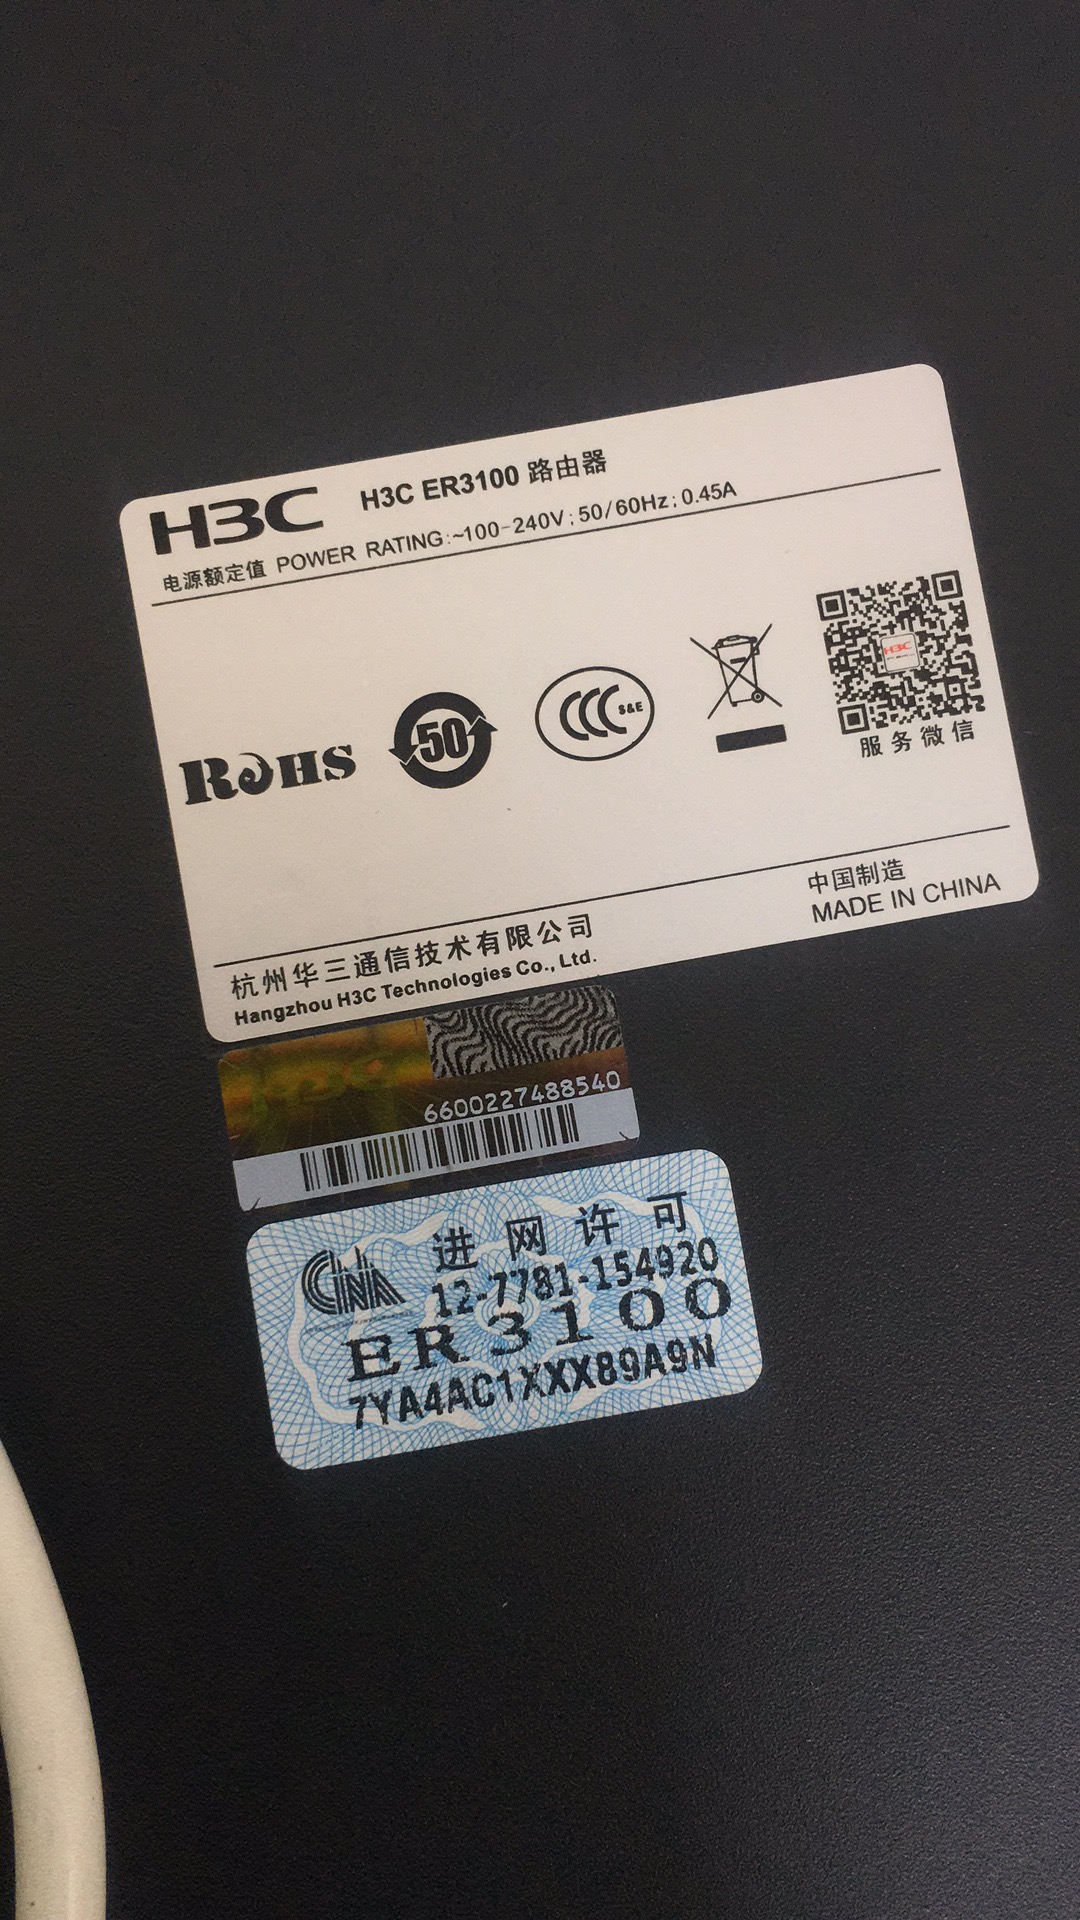 H3C
H3C ER3100 路由器
电源额定值 POWER RATING:~100-240V;50/60Hz;0.45A
RoHS
50
CCC S&E
H3C
服务微信
中国制造
MADE IN CHINA
杭州华三通信技术有限公司
Hangzhou H3C Technologies Co., Ltd.
H3C
6600227488540
CNA
进网许可
12-7781-154920
ER3100
7YA4AC1XXX89A9N